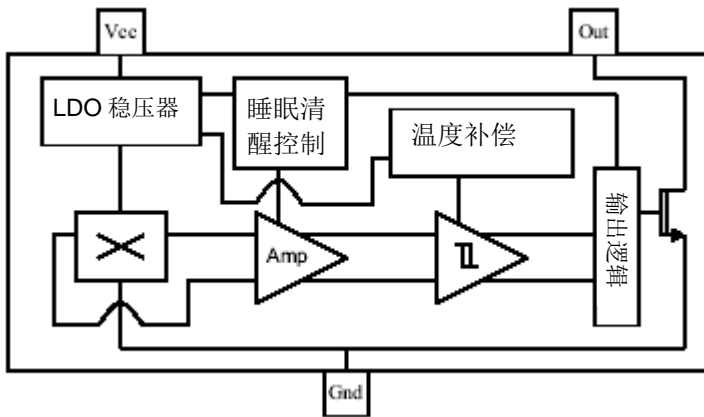 Vcc
Out
LDO 稳压器
睡眠清
醒控制
温度补偿
输出逻辑
Amp
Gnd